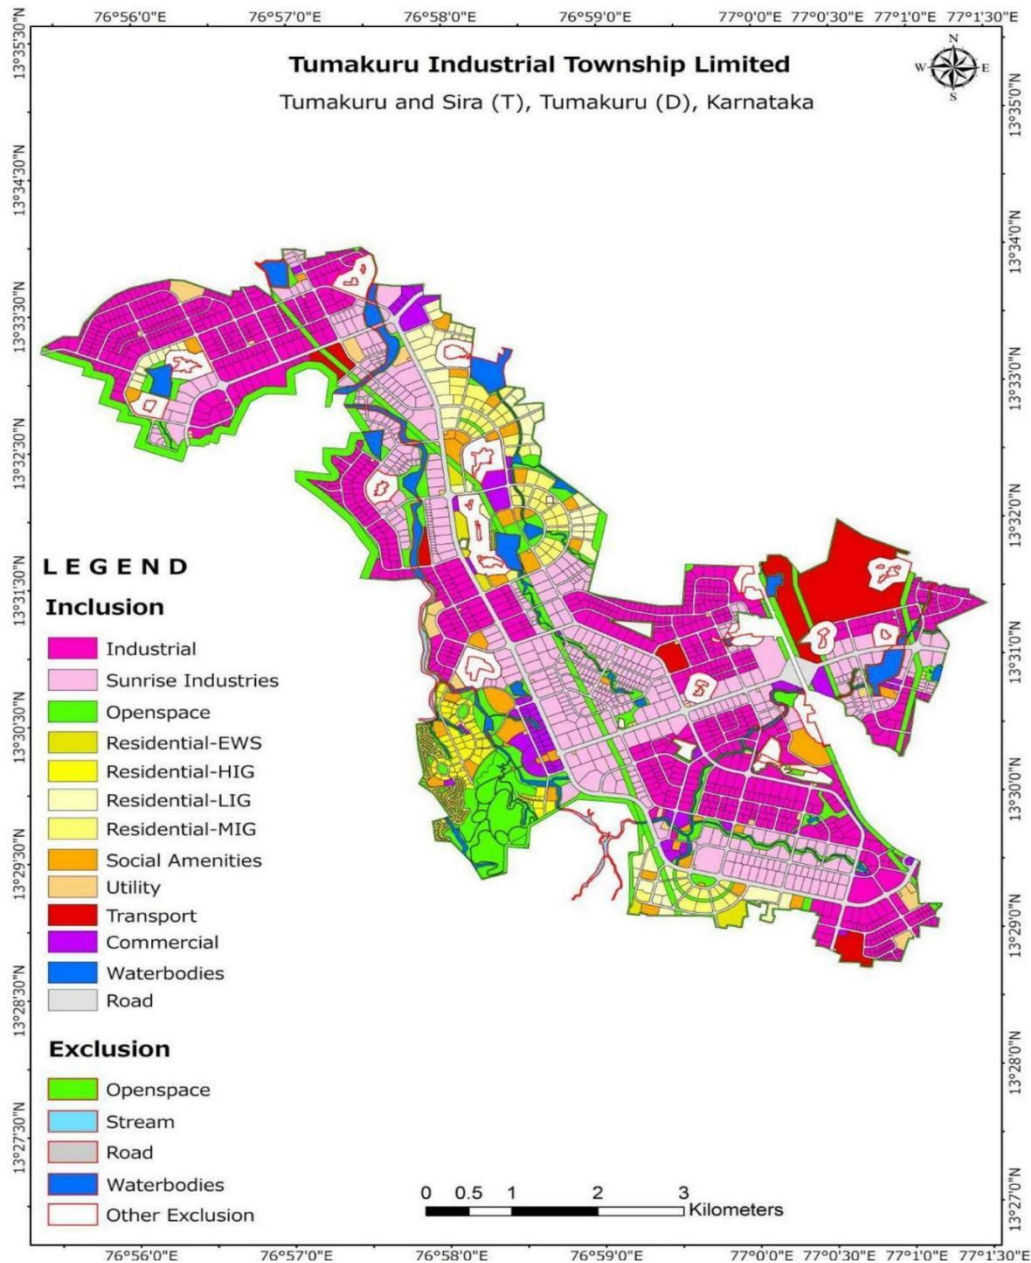 76°56'0"E 76°57'0"E 76°58'0"E 76°59'0"E 77°0'0"E 77°0'30"E 77°1'0"E 77°1'30"E
Tumakuru Industrial Township Limited
Tumakuru and Sira (T), Tumakuru (D), Karnataka
N
W E
S
13°35'30"N
13°34'30"N
13°33'30"N
13°32'30"N
13°31'30"N
13°30'30"N
13°29'30"N
13°28'30"N
13°27'30"N
13°35'0"N
13°34'0"N
13°33'0"N
13°32'0"N
13°31'0"N
13°30'0"N
13°29'0"N
13°28'0"N
13°27'0"N
LEGEND
Inclusion
Industrial
Sunrise Industries
Openspace
Residential-EWS
Residential-HIG
Residential-LIG
Residential-MIG
Social Amenities
Utility
Transport
Commercial
Waterbodies
Road
Exclusion
Openspace
Stream
Road
Waterbodies
Other Exclusion
0 0.5 1 2 3
Kilometers
76°56'0"E 76°57'0"E 76°58'0"E 76°59'0"E 77°0'0"E 77°0'30"E 77°1'0"E 77°1'30"E